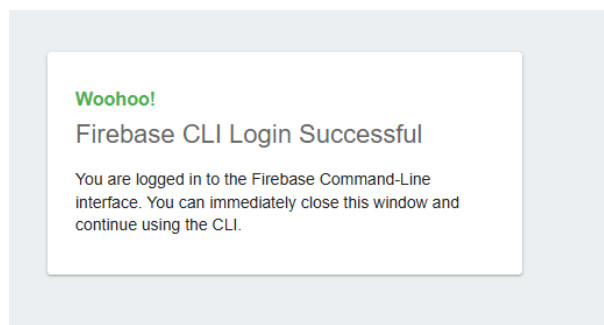 Woohoo!
Firebase CLI Login Successful
You are logged in to the Firebase Command-Line
interface. You can immediately close this window and
continue using the CLI.